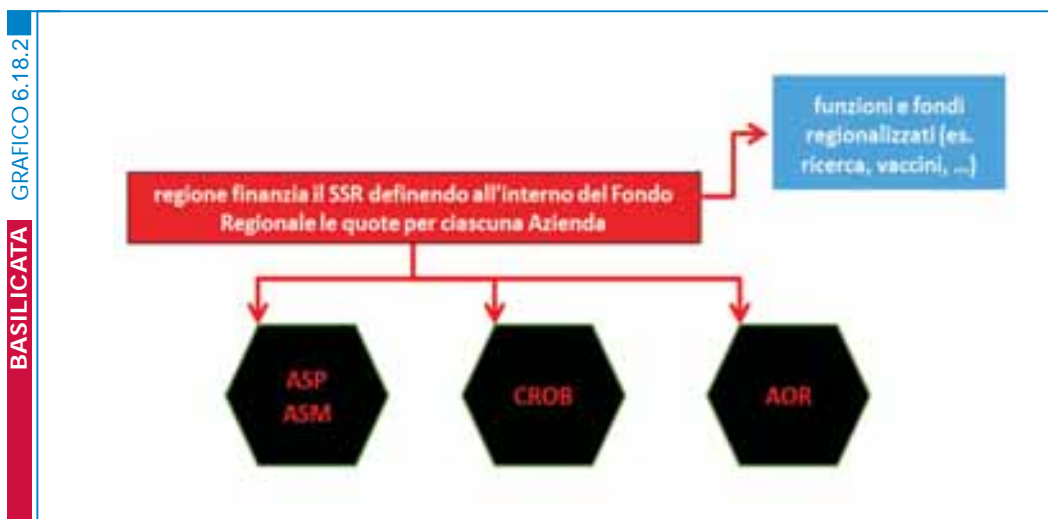 BASILICATA GRAFICO 6.18.2
funzioni e fondi
regionalizzati (es.
ricerca, vaccini, ...)
regione finanzia il SSR definendo all'interno del Fondo
Regionale le quote per ciascuna Azienda
ASP
ASM
CROB
AOR